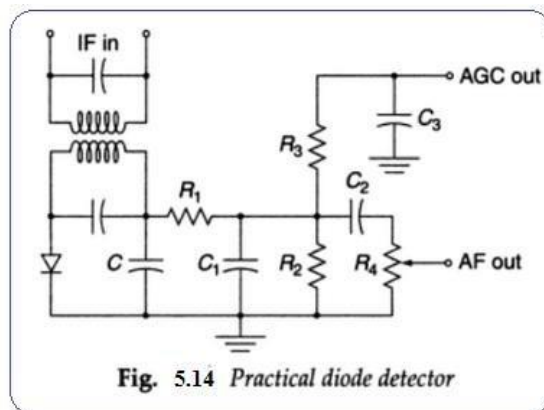 IF in
AGC out
C3
R3
C2
R1
C
C1
R2
R4
AF out
Fig. 5.14 Practical diode detector